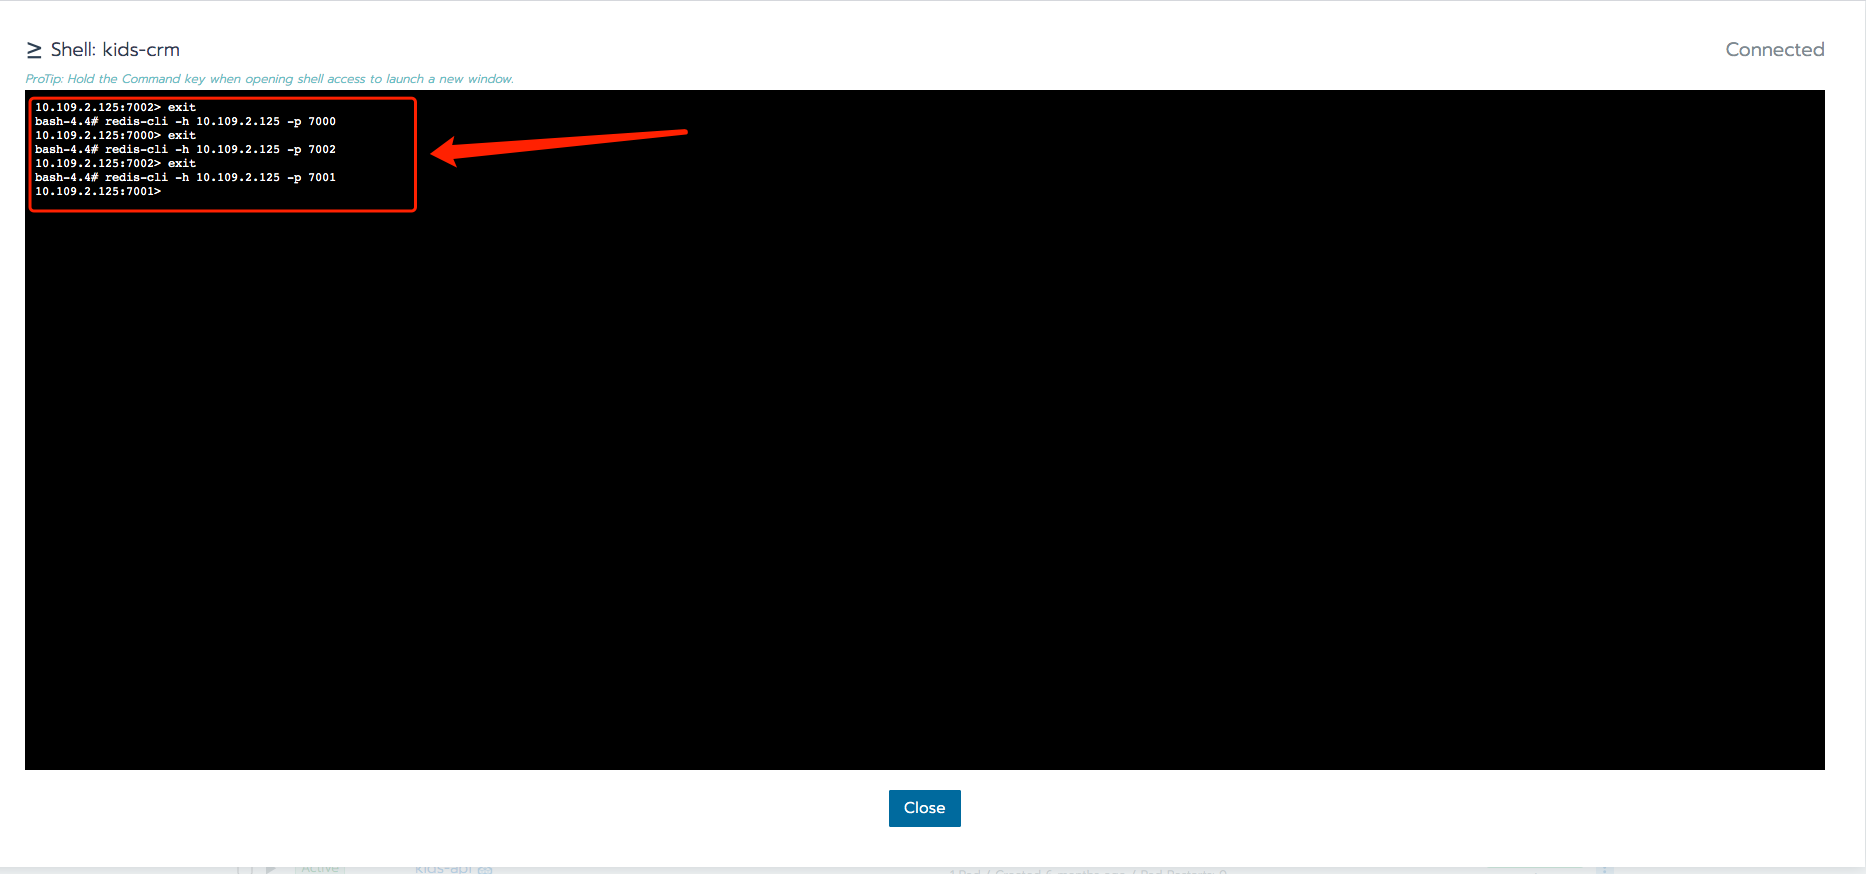 ≥ Shell: kids-crm
Connected
ProTip: Hold the Command key when opening shell access to launch a new window.
10.109.2.125:7002> exit
bash-4.4# redis-cli -h 10.109.2.125 -p 7000
10.109.2.125:7000> exit
bash-4.4# redis-cli -h 10.109.2.125 -p 7002
10.109.2.125:7002> exit
bash-4.4# redis-cli -h 10.109.2.125 -p 7001
10.109.2.125:7001>
Close
Active
kids-api